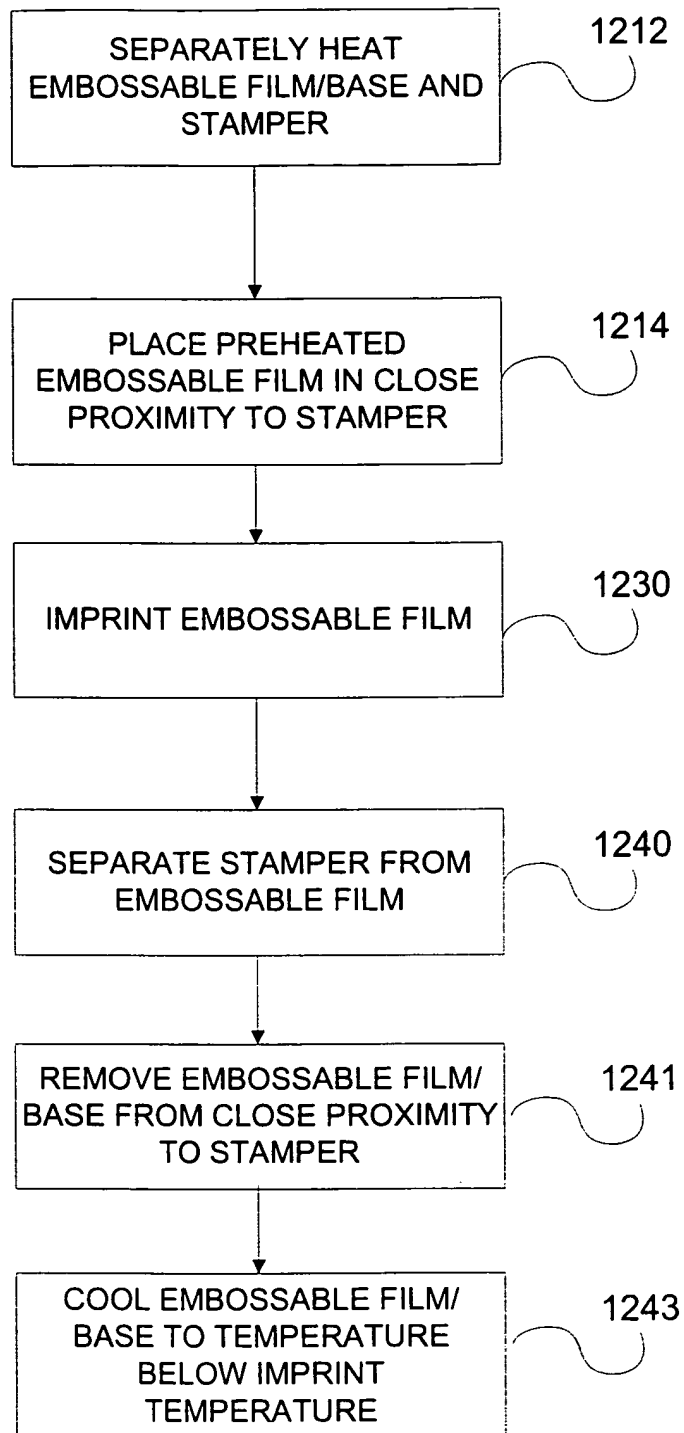 SEPARATELY HEAT
EMBOSSABLE FILM/BASE AND
STAMPER
1212
PLACE PREHEATED
EMBOSSABLE FILM IN CLOSE
PROXIMITY TO STAMPER
1214
IMPRINT EMBOSSABLE FILM
1230
SEPARATE STAMPER FROM
EMBOSSABLE FILM
1240
REMOVE EMBOSSABLE FILM/
BASE FROM CLOSE PROXIMITY
TO STAMPER
1241
COOL EMBOSSABLE FILM/
BASE TO TEMPERATURE
BELOW IMPRINT
TEMPERATURE
1243